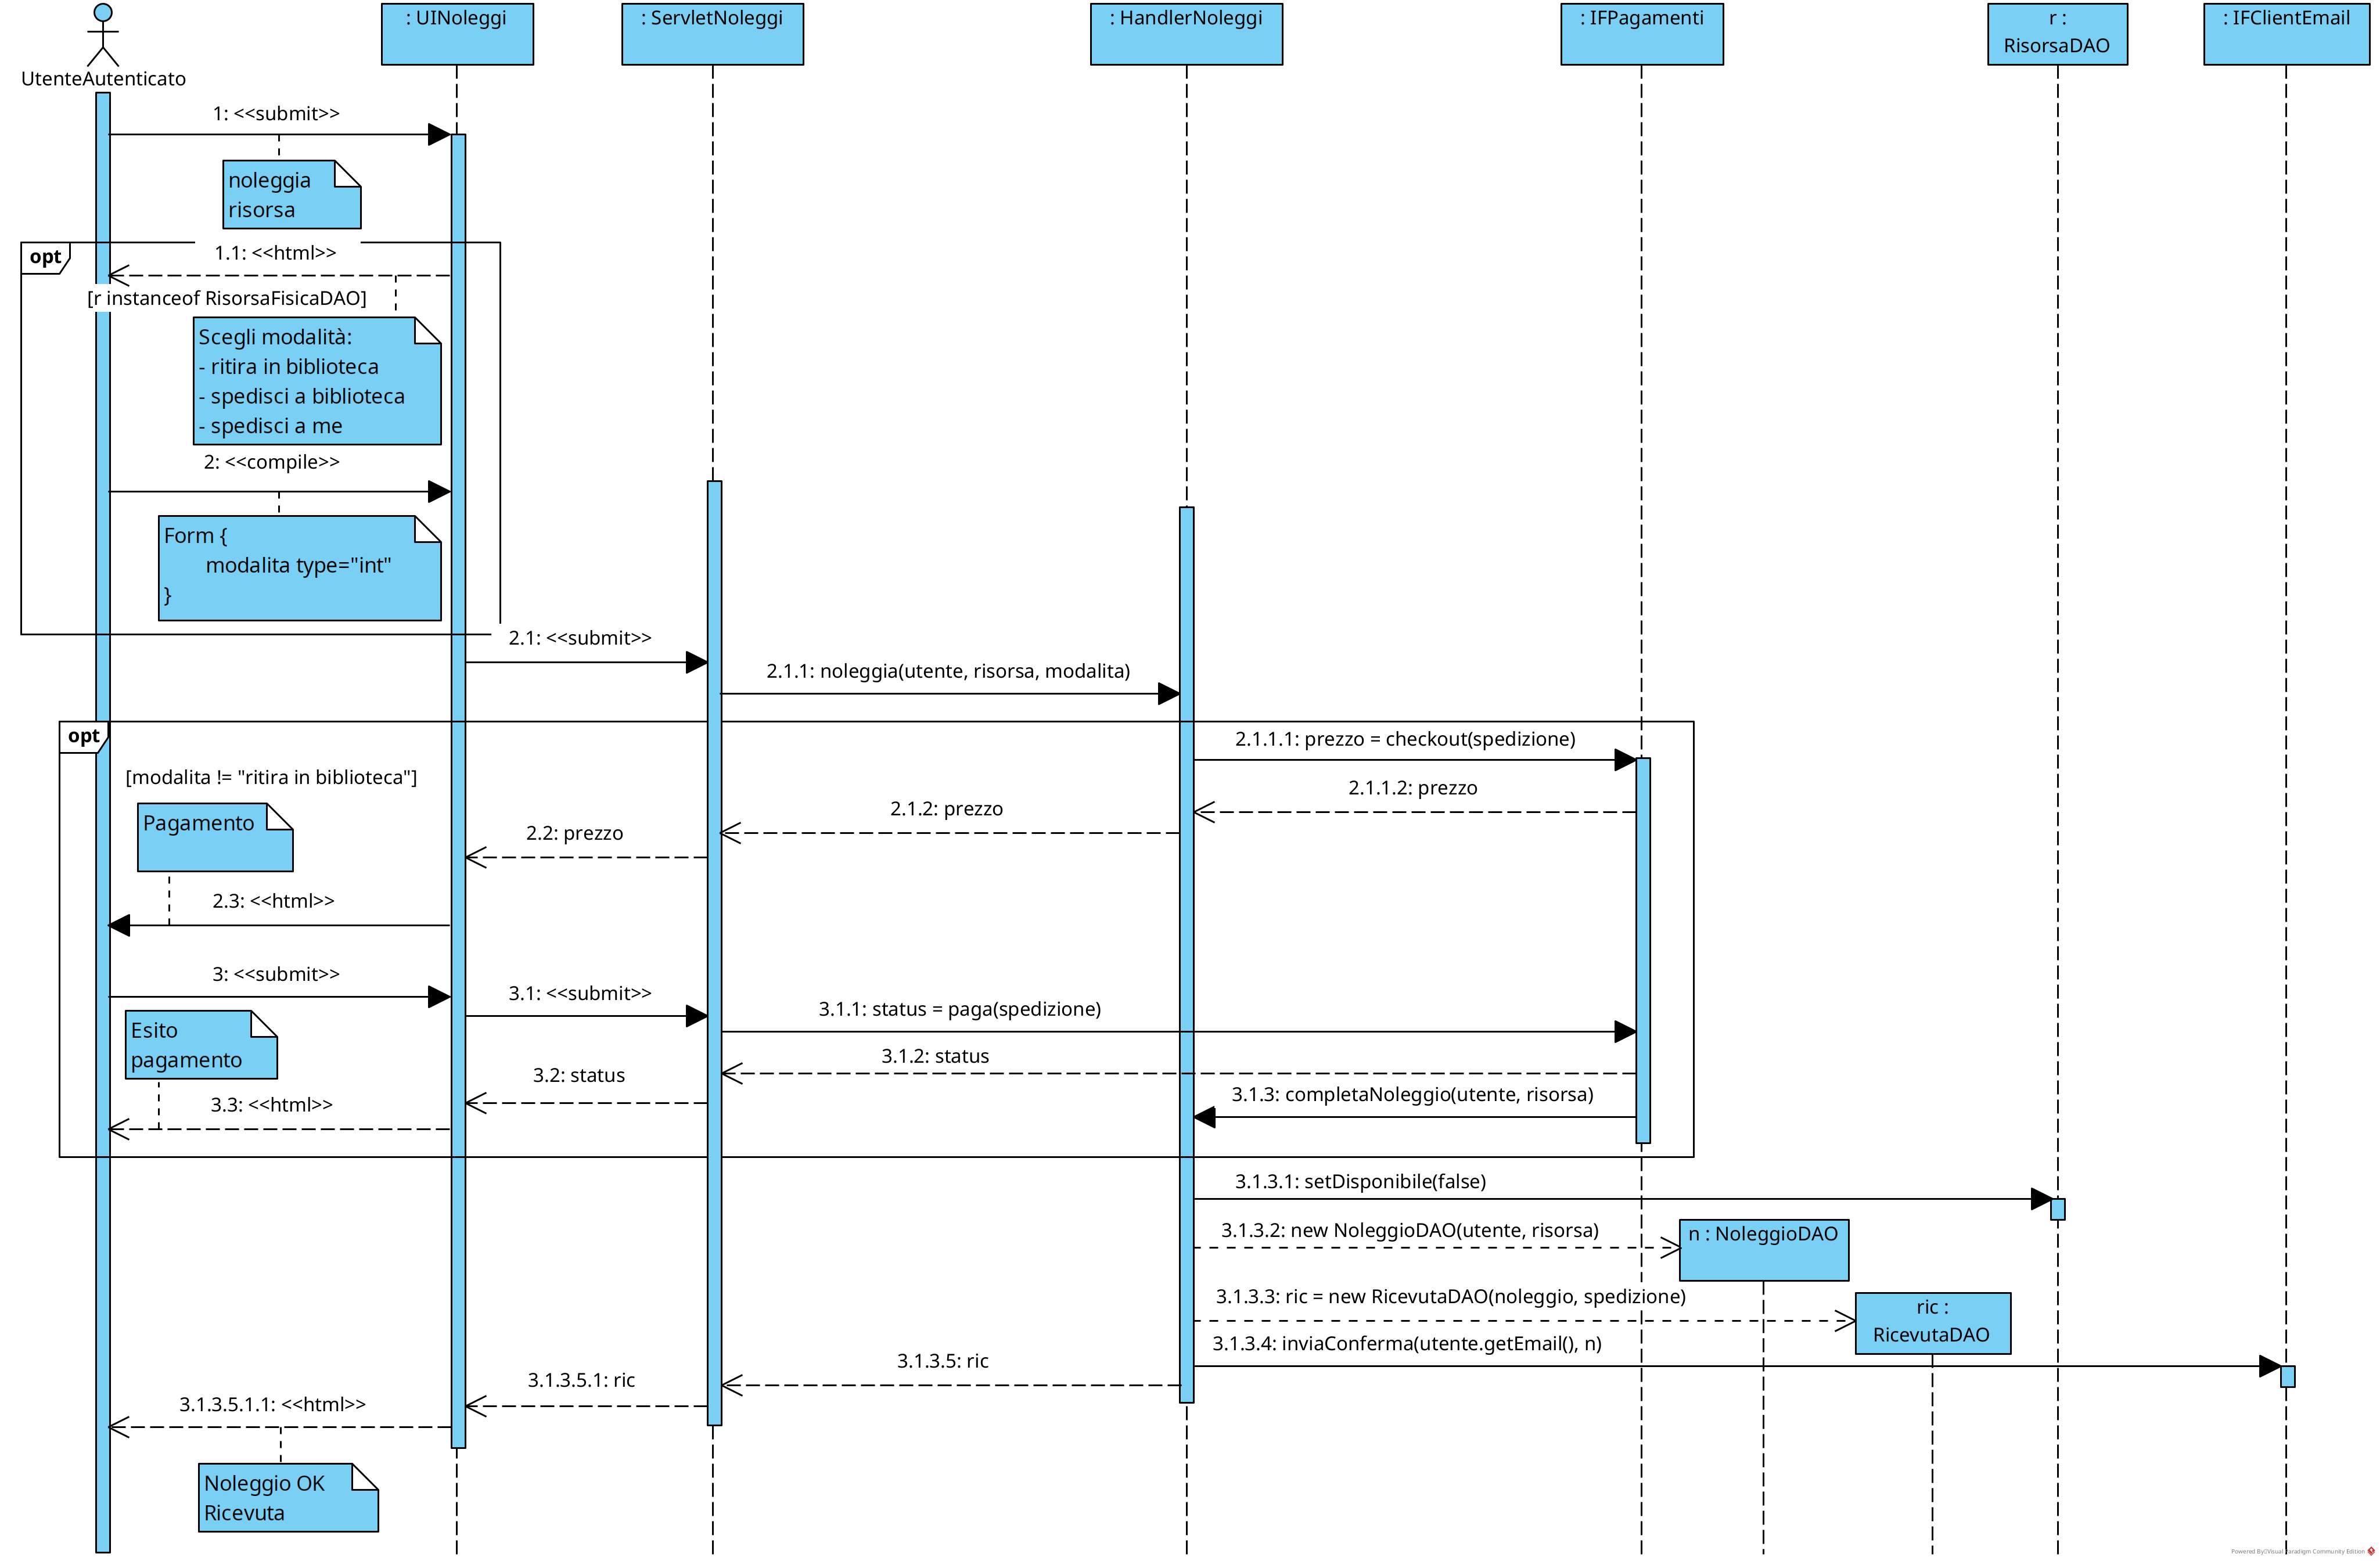 : UINoleggi
: ServletNoleggi
: HandlerNoleggi
: IFPagamenti
r :
RisorsaDAO
: IFClientEmail
UtenteAutenticato
1: <<submit>>
noleggia
risorsa
opt
1.1: <<html>>
[r instanceof RisorsaFisicaDAO]
Scegli modalità:
- ritira in biblioteca
- spedisci a biblioteca
- spedisci a me
2: <<compile>>
Form {
modalita type="int"
}
2.1: <<submit>>
2.1.1: noleggia(utente, risorsa, modalita)
opt
2.1.1.1: prezzo = checkout(spedizione)
[modalita != "ritira in biblioteca"]
2.1.1.2: prezzo
2.1.2: prezzo
2.2: prezzo
Pagamento
2.3: <<html>>
3: <<submit>>
3.1: <<submit>>
3.1.1: status = paga(spedizione)
Esito
pagamento
3.1.2: status
3.2: status
3.1.3: completaNoleggio(utente, risorsa)
3.3: <<html>>
3.1.3.1: setDisponibile(false)
3.1.3.2: new NoleggioDAO(utente, risorsa)
n : NoleggioDAO
3.1.3.3: ric = new RicevutaDAO(noleggio, spedizione)
ric :
RicevutaDAO
3.1.3.4: inviaConferma(utente.getEmail(), n)
3.1.3.5: ric
3.1.3.5.1: ric
3.1.3.5.1.1: <<html>>
Noleggio OK
Ricevuta
Powered By Visual Paradigm Community Edition